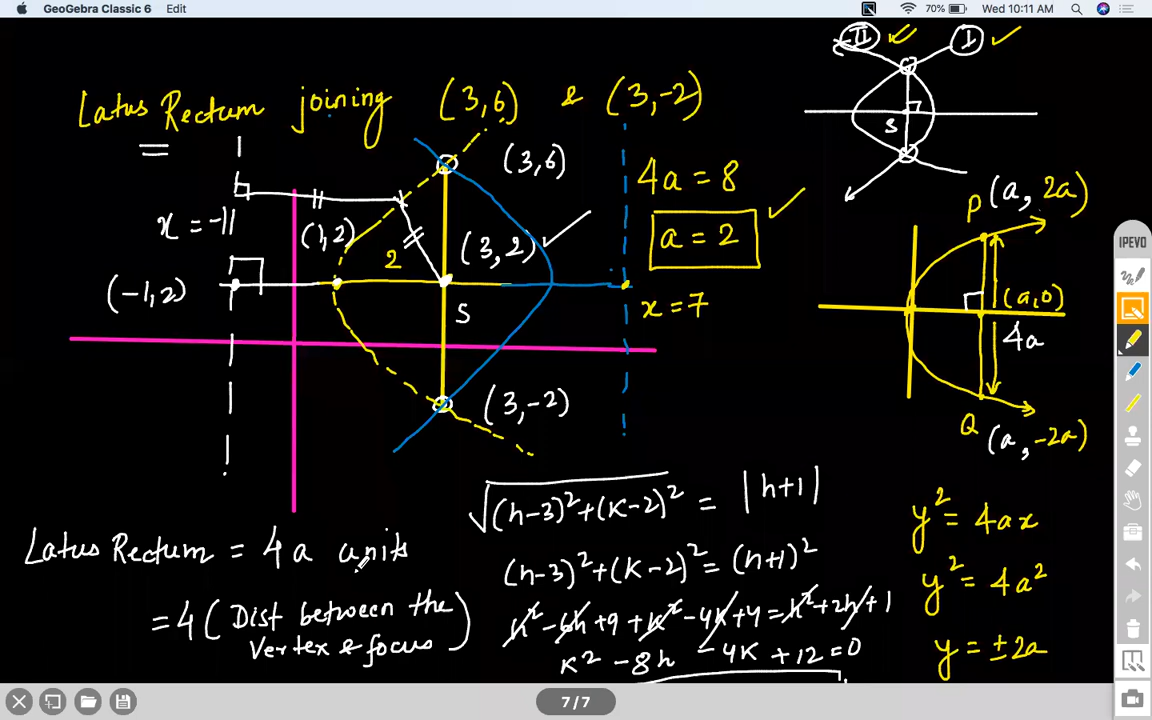 GeoGebra Classic 6 Edit
70% Wed 10:11 AM
II I
S
Latus Rectum joining (3,6) & (3,-2)
(3,6)
4a = 8
a = 2
x = -1
(1,2)
2
(3,2)
(-1,2)
S
x = 7
(3,-2)
P (a, 2a)
(a,0)
4a
Q (a, -2a)
IPEVO
√(h-3)²+(K-2)² = |h+1|
(h-3)²+(K-2)² = (h+1)²
h² -6h +9 + K² -4K +4 = h² +2h +1
K² -8h -4K +12 = 0
Latus Rectum = 4a units
= 4 ( Dist between the
Vertex & focus )
y² = 4ax
y² = 4a²
y = ±2a
7/7